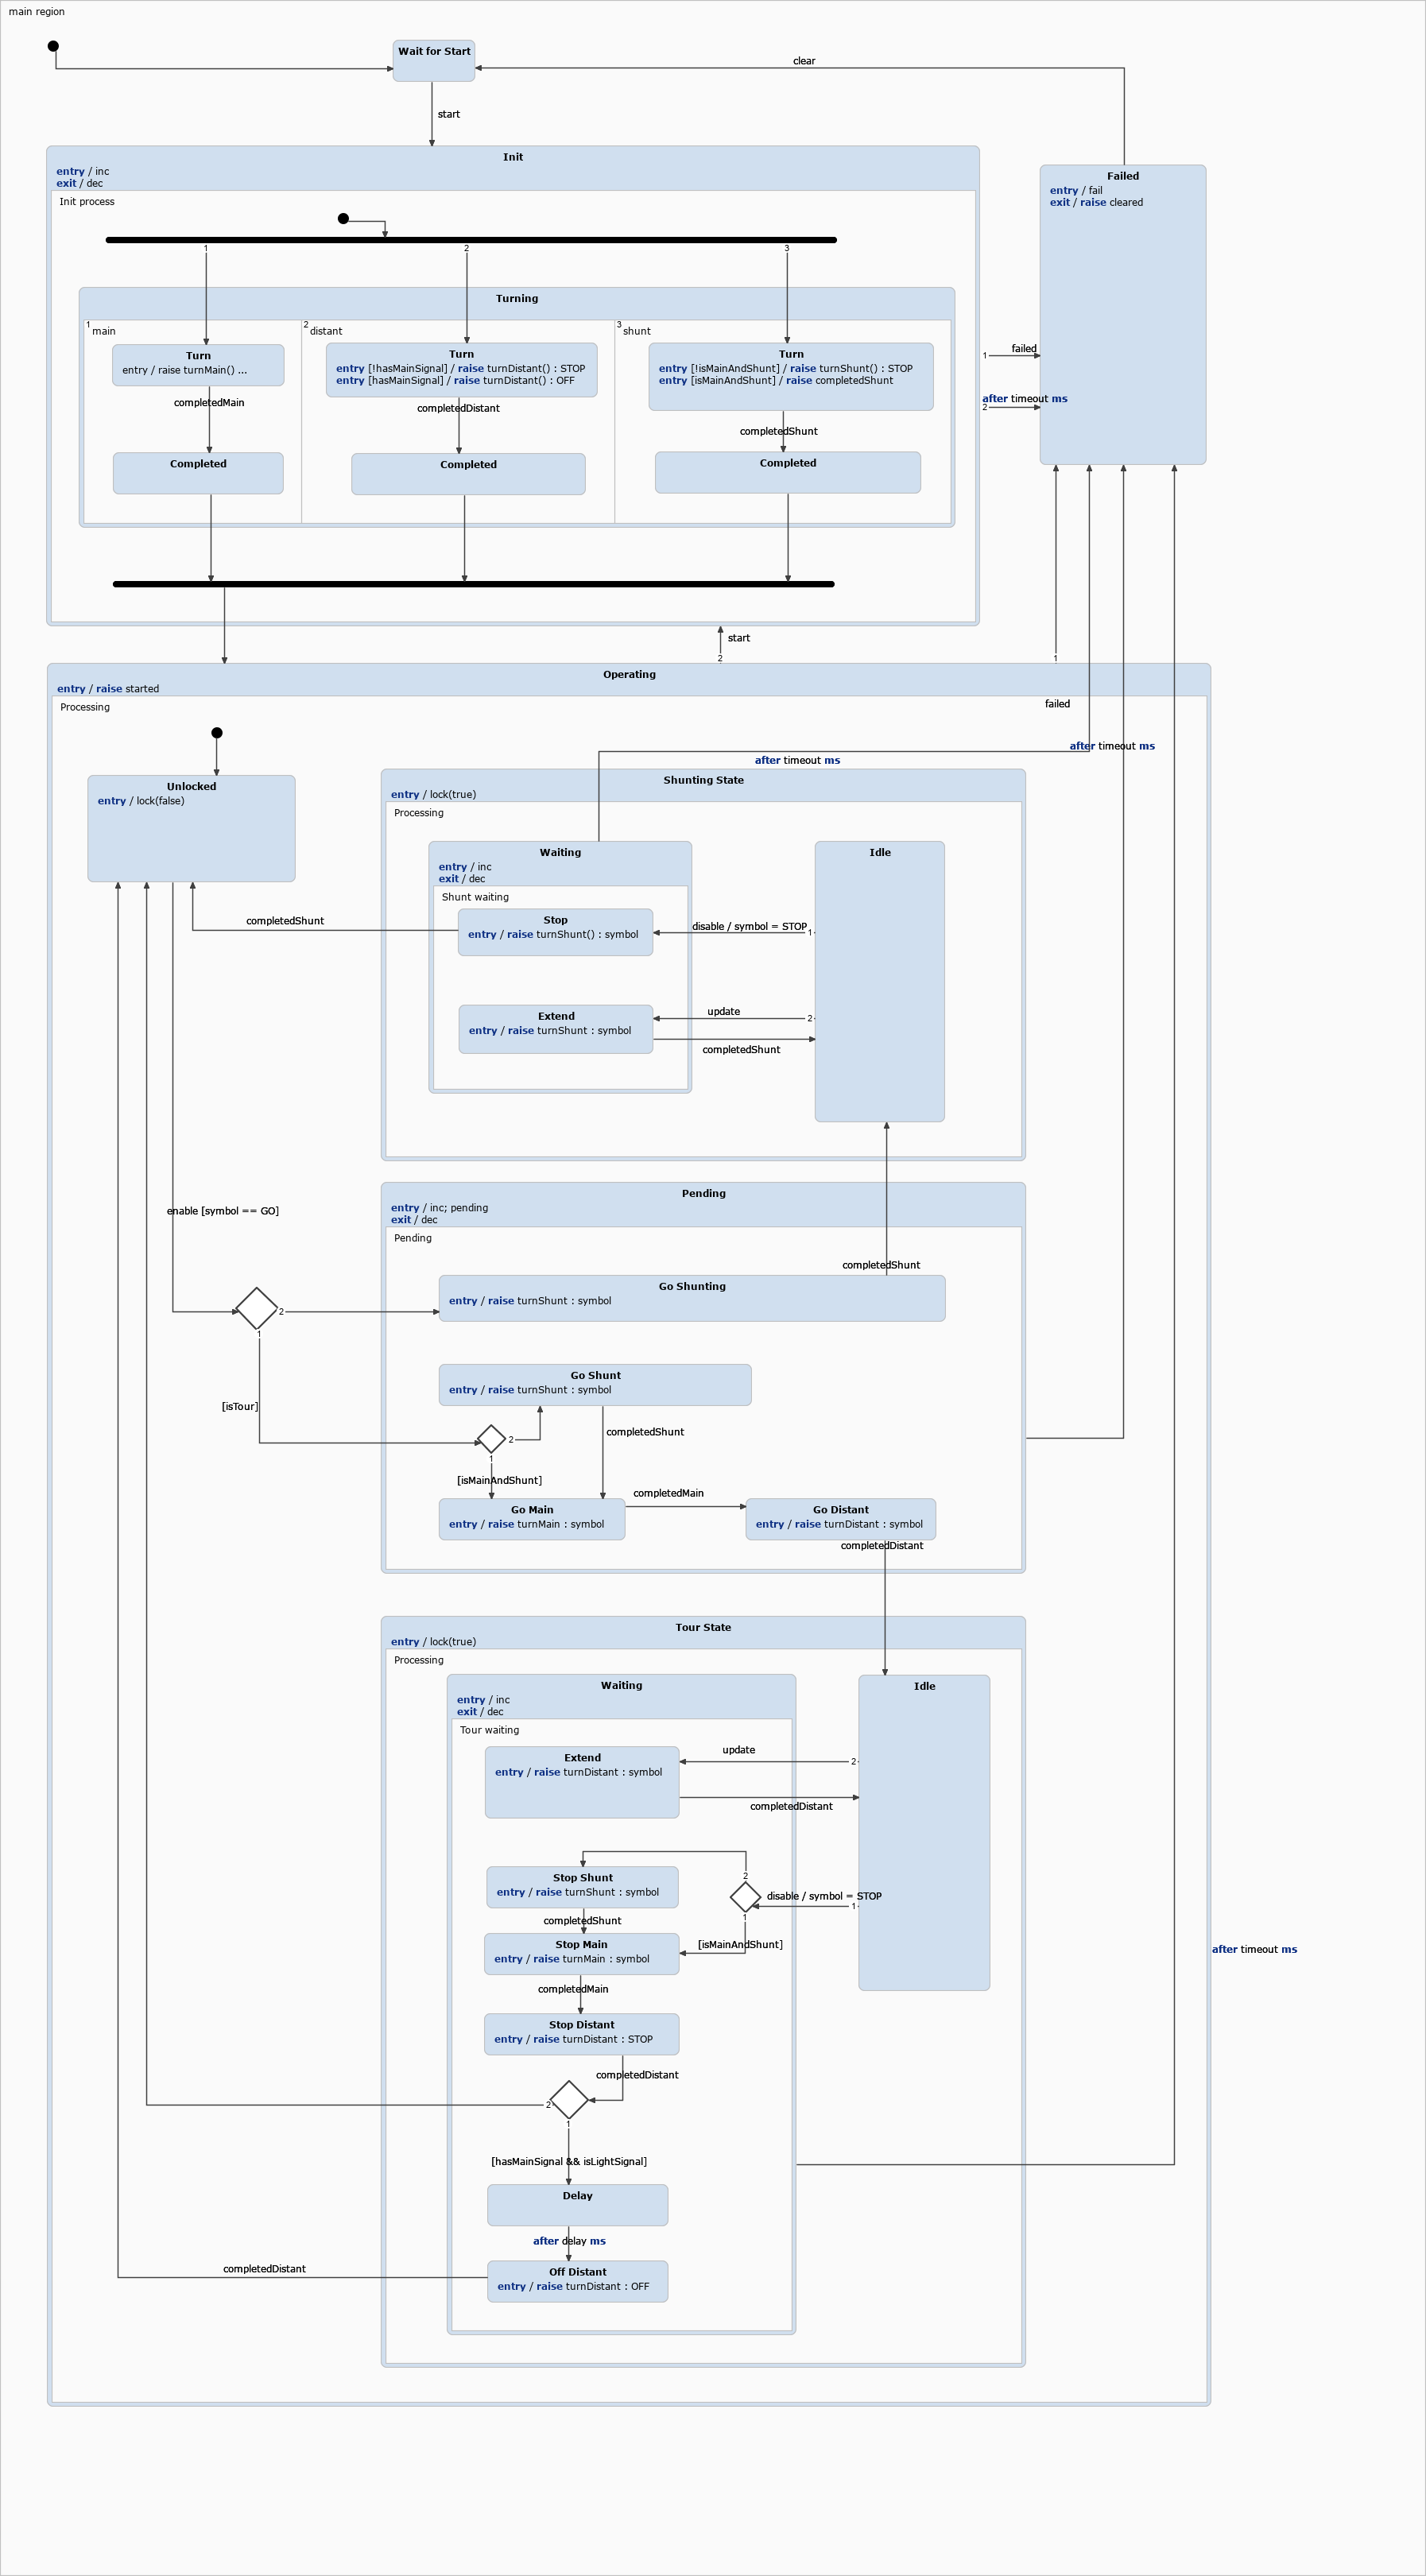 main region
Wait for Start
clear
start
Init
entry / inc
exit / dec
Init process
Failed
entry / fail
exit / raise cleared
1
2
3
Turning
1
main
2
distant
3
shunt
Turn
entry / raise turnMain() ...
Turn
entry [!hasMainSignal] / raise turnDistant() : STOP
entry [hasMainSignal] / raise turnDistant() : OFF
Turn
entry [!isMainAndShunt] / raise turnShunt() : STOP
entry [isMainAndShunt] / raise completedShunt
1
failed
after timeout ms
2
completedMain
completedDistant
completedShunt
Completed
Completed
Completed
start
2
1
Operating
entry / raise started
Processing
failed
after timeout ms
after timeout ms
Unlocked
entry / lock(false)
Shunting State
entry / lock(true)
Processing
Waiting
entry / inc
exit / dec
Shunt waiting
Idle
Stop
entry / raise turnShunt() : symbol
completedShunt
disable / symbol = STOP
1
Extend
entry / raise turnShunt : symbol
update
2
completedShunt
enable [symbol == GO]
Pending
entry / inc; pending
exit / dec
Pending
completedShunt
Go Shunting
entry / raise turnShunt : symbol
2
1
[isTour]
Go Shunt
entry / raise turnShunt : symbol
2
1
completedShunt
[isMainAndShunt]
completedMain
Go Main
entry / raise turnMain : symbol
Go Distant
entry / raise turnDistant : symbol
completedDistant
Tour State
entry / lock(true)
Processing
Waiting
entry / inc
exit / dec
Tour waiting
Idle
Extend
entry / raise turnDistant : symbol
update
2
completedDistant
Stop Shunt
entry / raise turnShunt : symbol
2
disable / symbol = STOP
1
1
completedShunt
Stop Main
entry / raise turnMain : symbol
[isMainAndShunt]
after timeout ms
completedMain
Stop Distant
entry / raise turnDistant : STOP
completedDistant
2
1
[hasMainSignal && isLightSignal]
Delay
after delay ms
completedDistant
Off Distant
entry / raise turnDistant : OFF